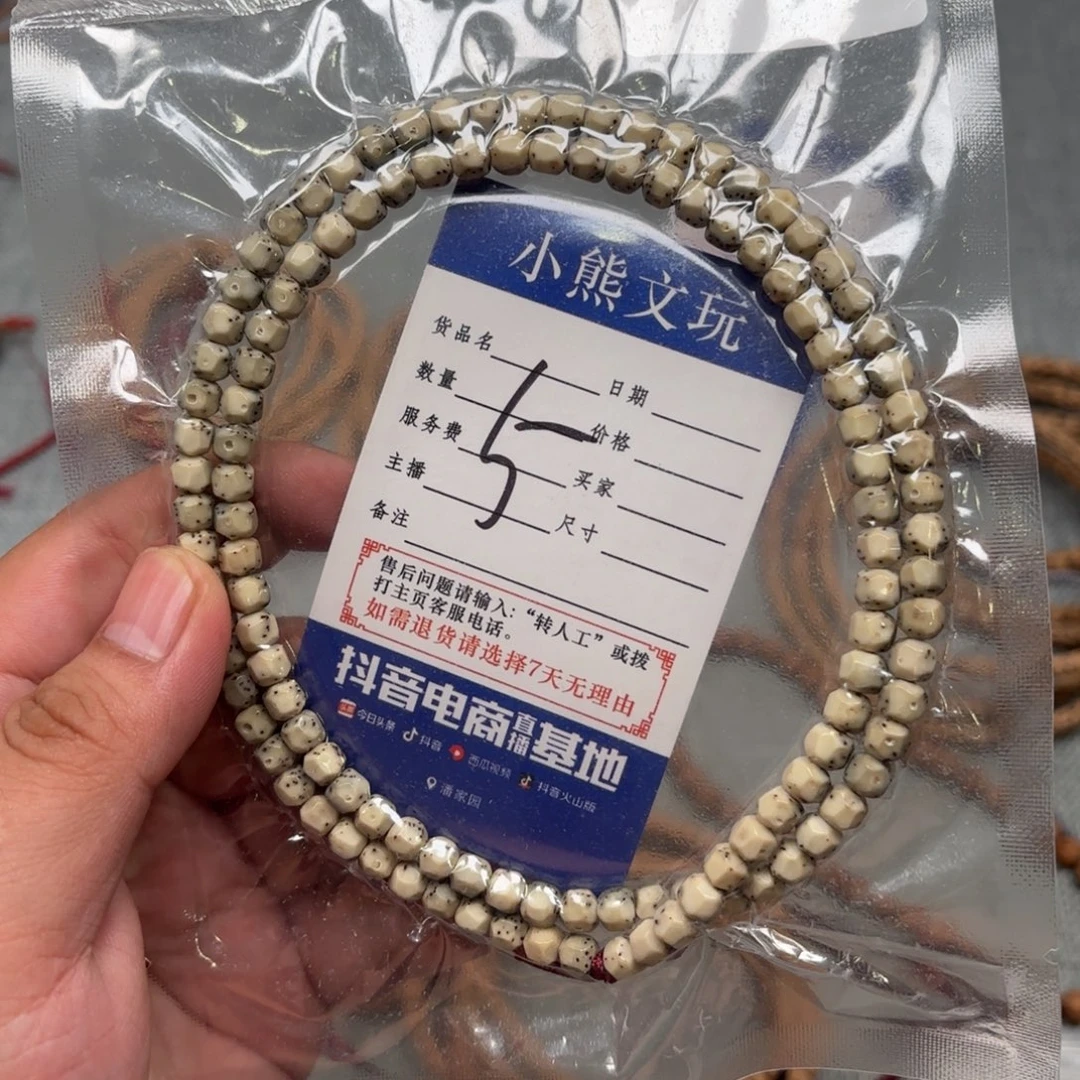 小熊文玩
货品名 日期
数量 价格
服务费 买家
主播 尺寸
备注
5
售后问题请输入：“转人工”或拨
打主页客服电话。
如需退货请选择7天无理由
抖音电商直播基地
今日头条 抖音 西瓜视频 抖音火山版
潘家园